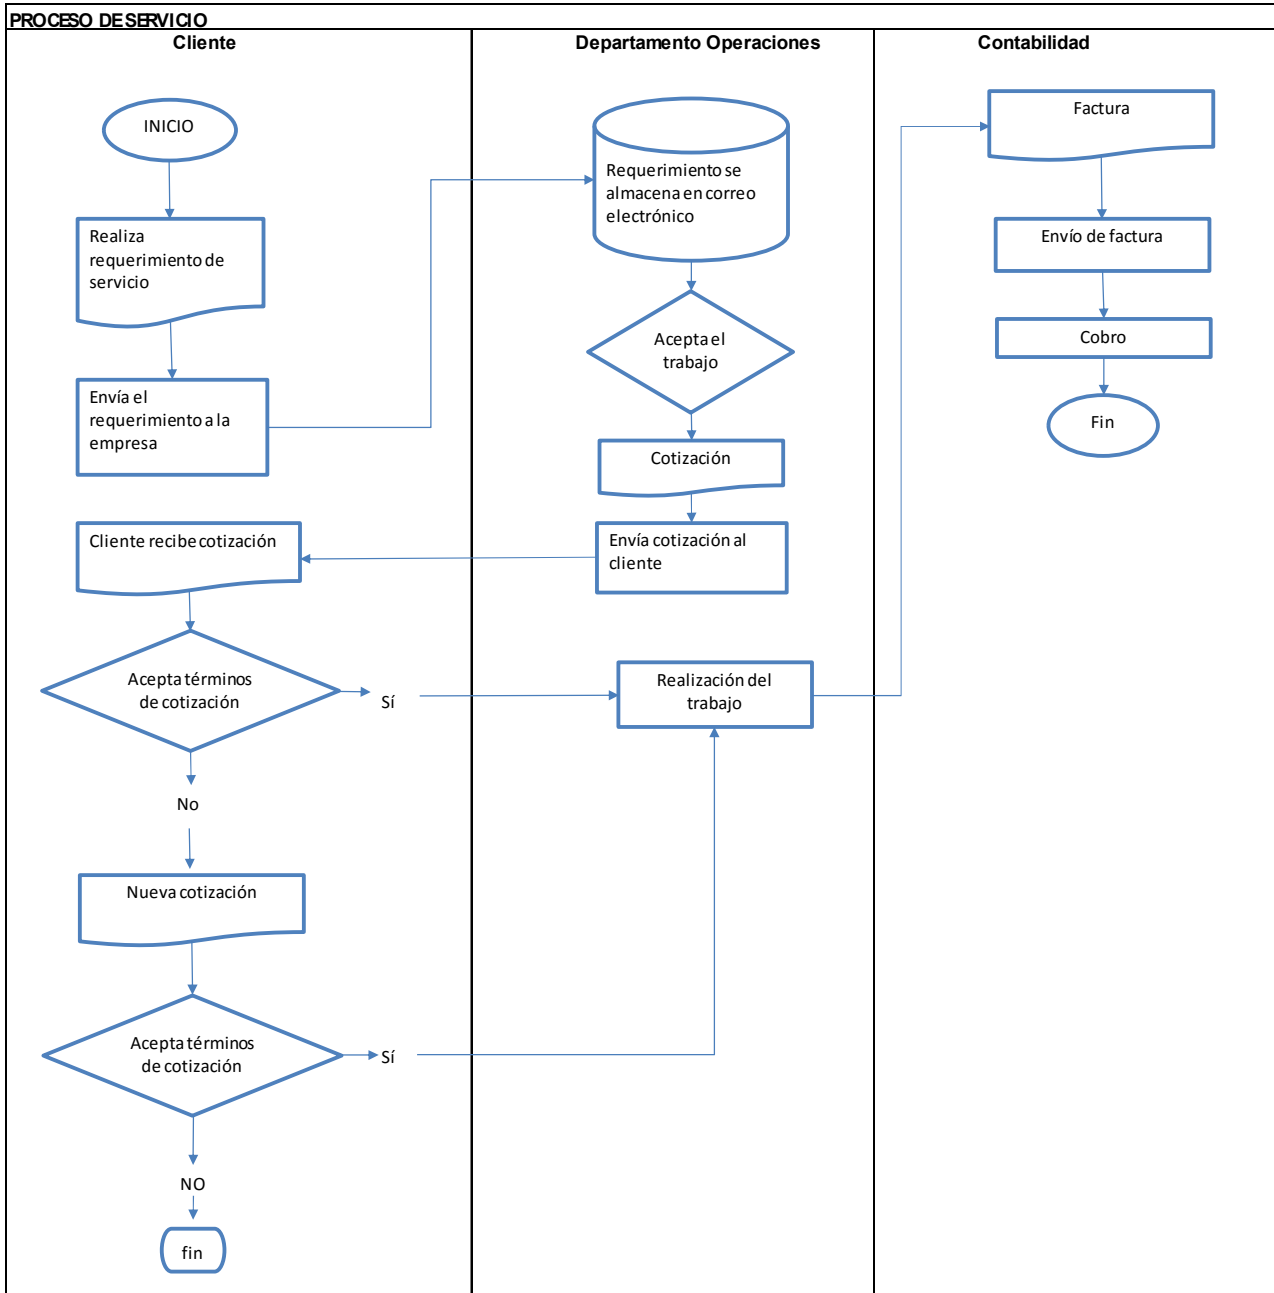 PROCESO DE SERVICIO
Cliente
Departamento Operaciones
Contabilidad
INICIO
Realiza
requerimiento de
servicio
Envía el
requerimiento a la
empresa
Cliente recibe cotización
Acepta términos
de cotización
Sí
No
Nueva cotización
Acepta términos
de cotización
Sí
NO
fin
Requerimiento se
almacena en correo
electrónico
Acepta el
trabajo
Cotización
Envía cotización al
cliente
Realización del
trabajo
Factura
Envío de factura
Cobro
Fin